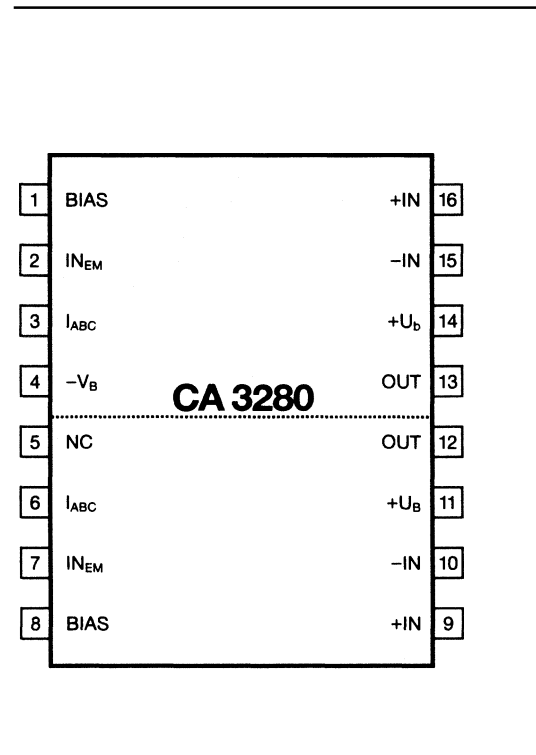 1 BIAS +IN 16
2 IN_EM −IN 15
3 I_ABC +U_b 14
4 −V_B OUT 13
CA 3280
5 NC OUT 12
6 I_ABC +U_B 11
7 IN_EM −IN 10
8 BIAS +IN 9